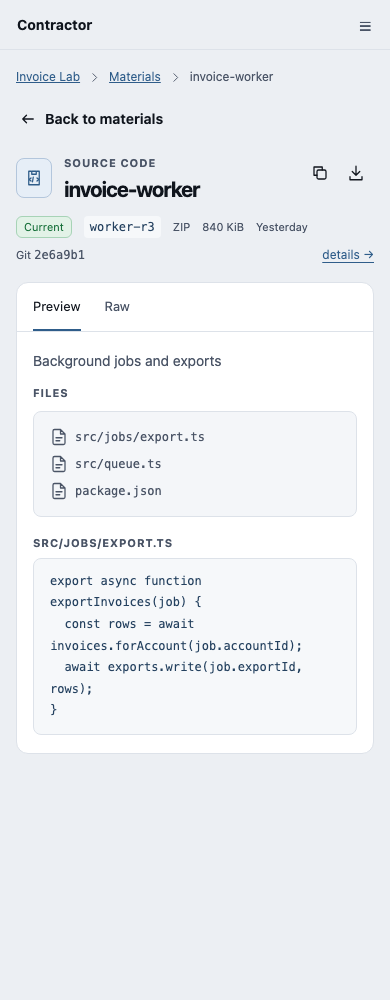 Contractor
Invoice Lab > Materials > invoice-worker
← Back to materials
SOURCE CODE
invoice-worker
Current worker-r3 ZIP 840 KiB Yesterday
Git 2e6a9b1 details →
Preview Raw
Background jobs and exports
FILES
src/jobs/export.ts
src/queue.ts
package.json
SRC/JOBS/EXPORT.TS
export async function
exportInvoices(job) {
  const rows = await
invoices.forAccount(job.accountId);
  await exports.write(job.exportId,
rows);
}